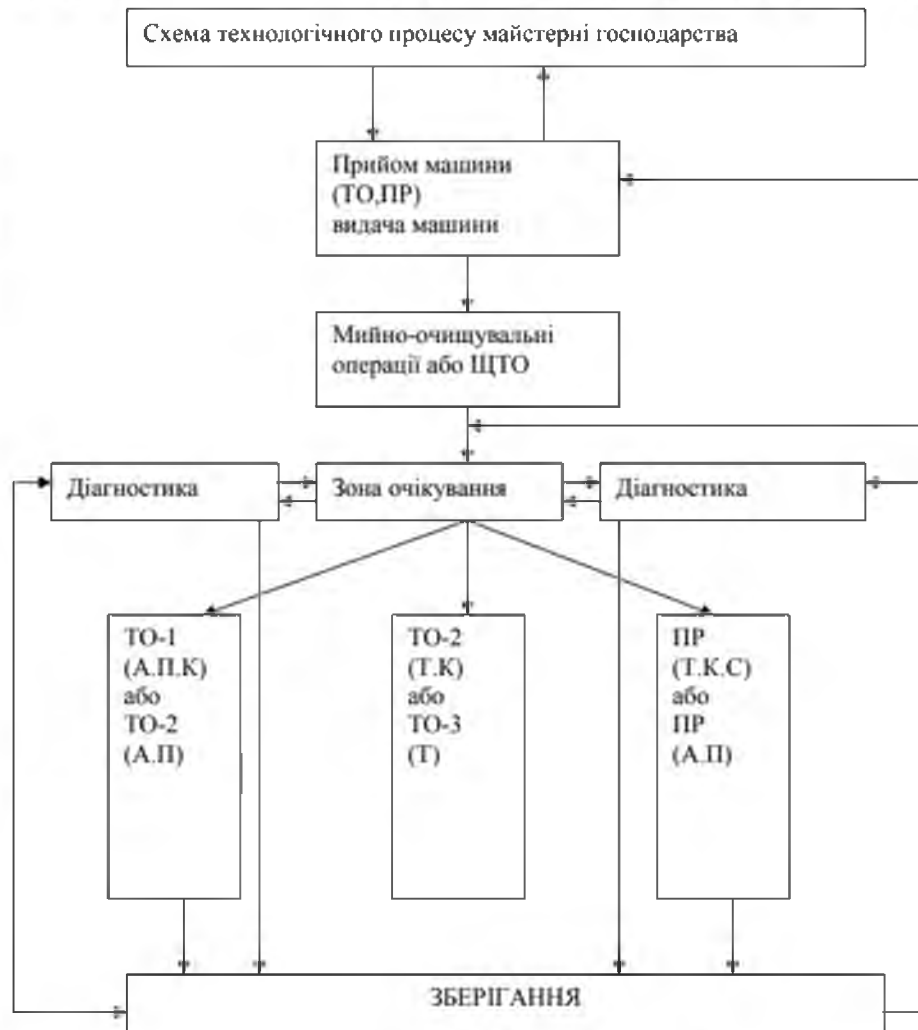 Схема технологічного процесу майстерні господарства
Прийом машини
(ТО,ПР)
видача машини
Мийно-очищувальні
операції або ЩТО
Діагностика
Зона очікування
Діагностика
ТО-1
(А.П.К)
або
ТО-2
(А.П)
ТО-2
(Т.К)
або
ТО-3
(Т)
ПР
(Т.К.С)
або
ПР
(А.П)
ЗБЕРІГАННЯ